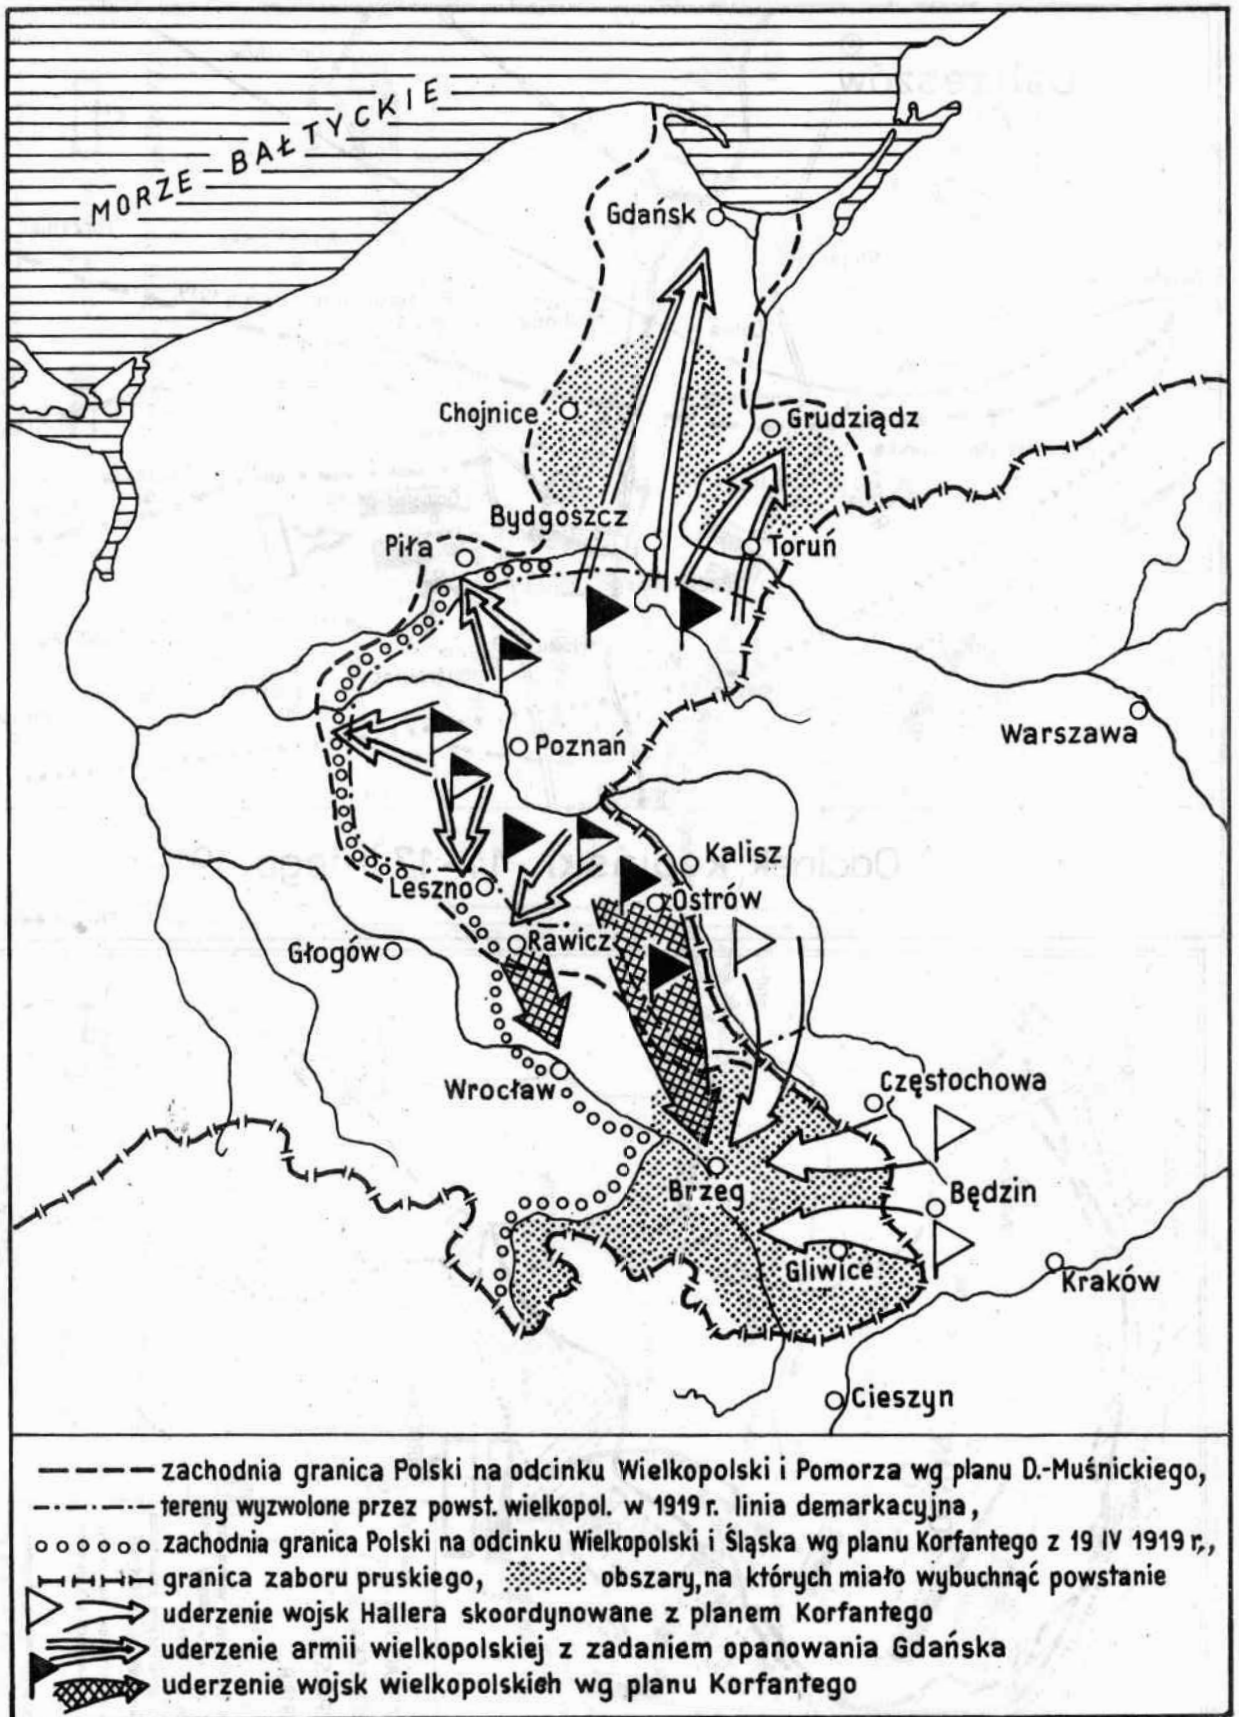 MORZE BAŁTYCKIE
Gdańsk
Chojnice
Grudziądz
Bydgoszcz
Piła
Toruń
Warszawa
Poznań
Kalisz
Leszno
Ostrów
Rawicz
Głogów
Wrocław
Częstochowa
Brzeg
Będzin
Gliwice
Kraków
Cieszyn
zachodnia granica Polski na odcinku Wielkopolski i Pomorza wg planu D.-Muśnickiego,
tereny wyzwolone przez powst. wielkopol. w 1919 r. linia demarkacyjna,
zachodnia granica Polski na odcinku Wielkopolski i Śląska wg planu Korfantego z 19 IV 1919 r.,
granica zaboru pruskiego, obszary, na których miało wybuchnąć powstanie
uderzenie wojsk Hallera skoordynowane z planem Korfantego
uderzenie armii wielkopolskiej z zadaniem opanowania Gdańska
uderzenie wojsk wielkopolskich wg planu Korfantego